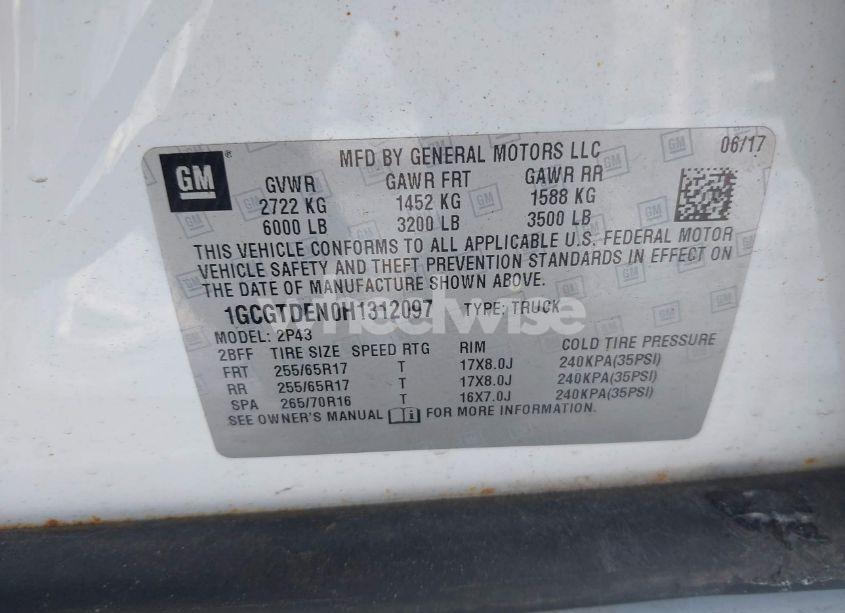 GM ® MFD BY GENERAL MOTORS LLC 06/17
GVWR GAWR FRT GAWR RR
2722 KG 1452 KG 1588 KG
6000 LB 3200 LB 3500 LB
THIS VEHICLE CONFORMS TO ALL APPLICABLE U.S. FEDERAL MOTOR
VEHICLE SAFETY AND THEFT PREVENTION STANDARDS IN EFFECT ON
THE DATE OF MANUFACTURE SHOWN ABOVE.
1GCGTDEN0H1312097 TYPE: TRUCK
wheelwise
MODEL: 2P43
2BFF TIRE SIZE SPEED RTG RIM COLD TIRE PRESSURE
FRT 255/65R17 T 17X8.0J 240KPA(35PSI)
RR 255/65R17 T 17X8.0J 240KPA(35PSI)
SPA 265/70R16 T 16X7.0J 240KPA(35PSI)
SEE OWNER'S MANUAL FOR MORE INFORMATION.